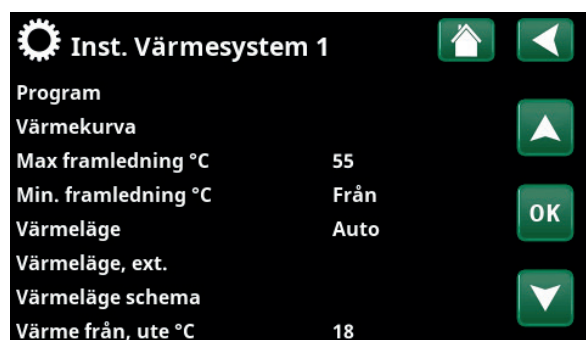 Inst. Värmesystem 1
Program
Värmekurva
Max framledning °C 55
Min. framledning °C Från
Värmeläge Auto
OK
Värmeläge, ext.
Värmeläge schema
Värme från, ute °C 18